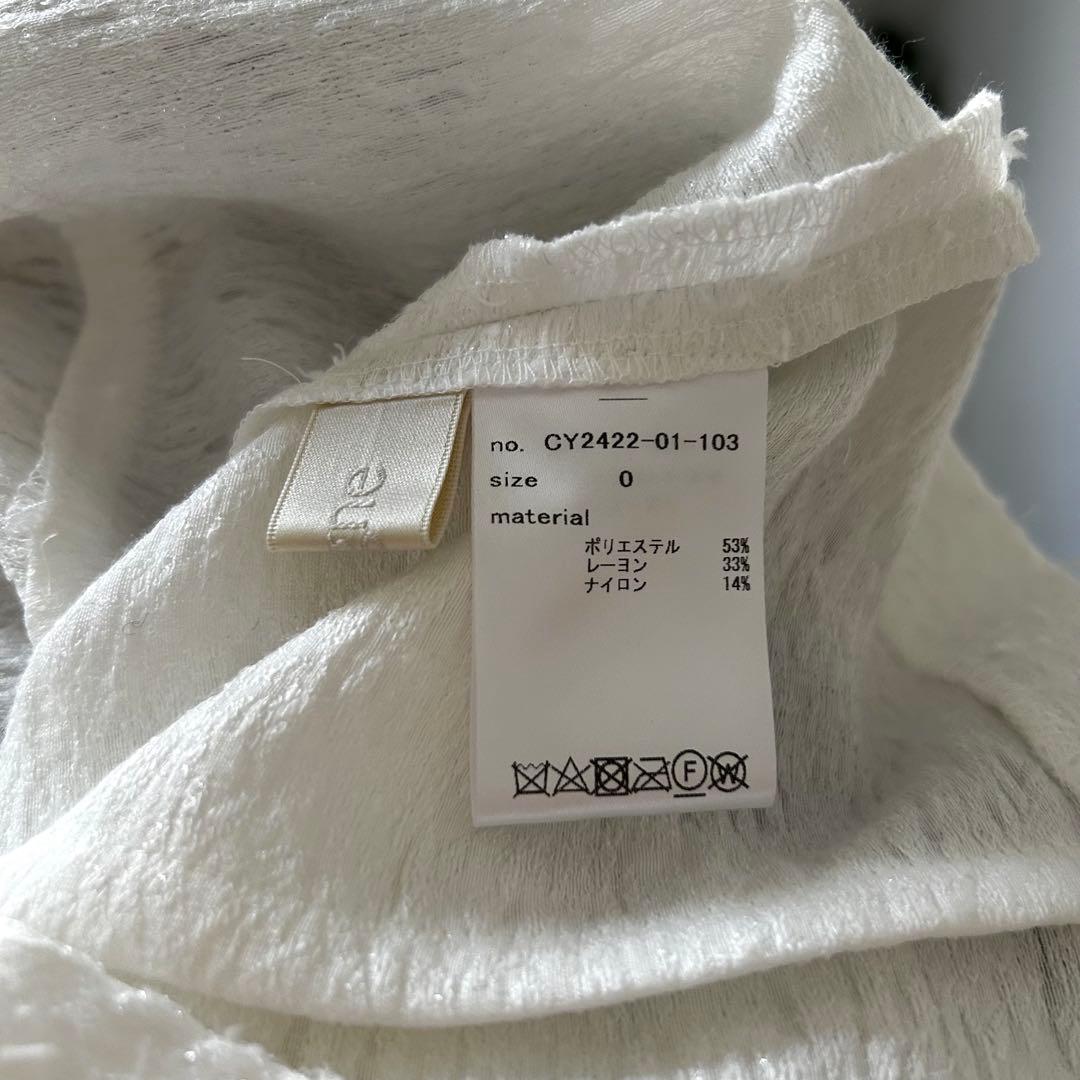 ne
no. CY2422-01-103
size 0
material
ポリエステル 53%
レーヨン 33%
ナイロン 14%
F
W